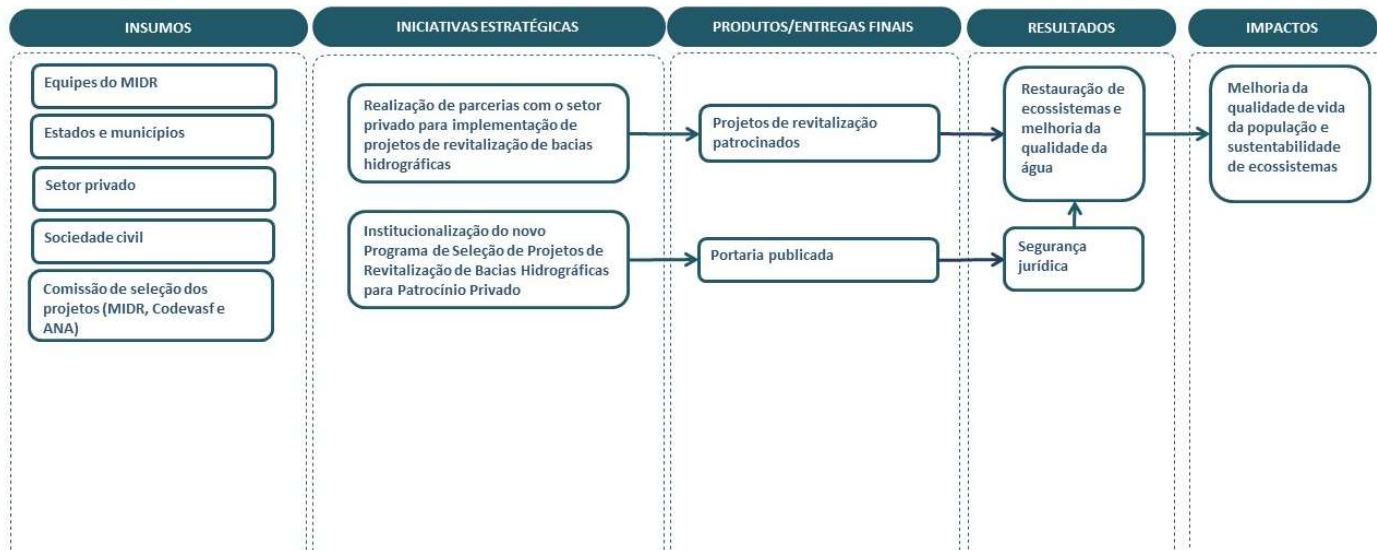 INSUMOS
Equipes do MIDR
Estados e municípios
Setor privado
Sociedade civil
Comissão de seleção dos
projetos (MIDR, Codevasf e
ANA)
INICIATIVAS ESTRATÉGICAS
Realização de parcerias com o setor
privado para implementação de
projetos de revitalização de bacias
hidrográficas
Institucionalização do novo
Programa de Seleção de Projetos de
Revitalização de Bacias Hidrográficas
para Patrocínio Privado
PRODUTOS/ENTREGAS FINAIS
Projetos de revitalização
patrocinados
Portaria publicada
RESULTADOS
Restauração de
ecossistemas e
melhoria da
qualidade da
água
Segurança
jurídica
IMPACTOS
Melhoria da
qualidade de vida
da população e
sustentabilidade
de ecossistemas